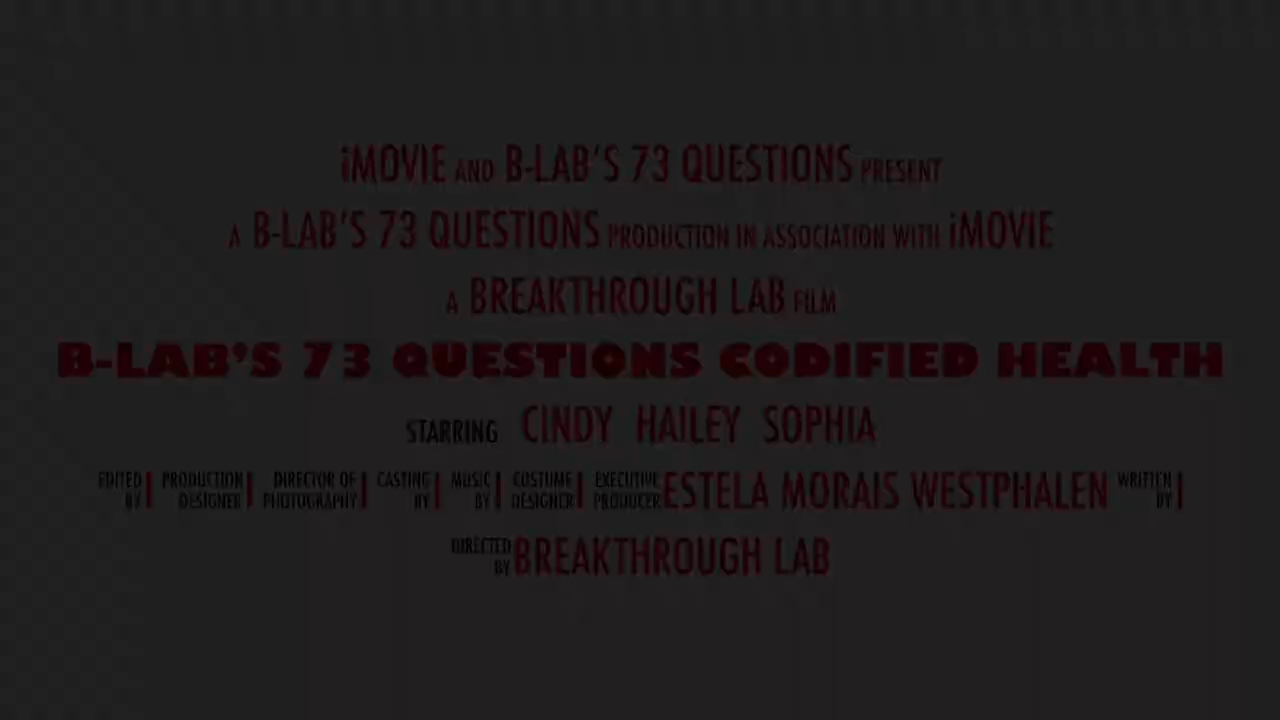 iMOVIE AND B-LAB'S 73 QUESTIONS PRESENT
A B-LAB'S 73 QUESTIONS PRODUCTION IN ASSOCIATION WITH iMOVIE
A BREAKTHROUGH LAB FILM
B-LAB'S 73 QUESTIONS CODIFIED HEALTH
STARRING CINDY HAILEY SOPHIA
EDITED BY | PRODUCTION DESIGNER | DIRECTOR OF PHOTOGRAPHY | CASTING BY | MUSIC BY | COSTUME DESIGNER | EXECUTIVE PRODUCER ESTELA MORAIS WESTPHALEN WRITTEN BY |
DIRECTED BY BREAKTHROUGH LAB